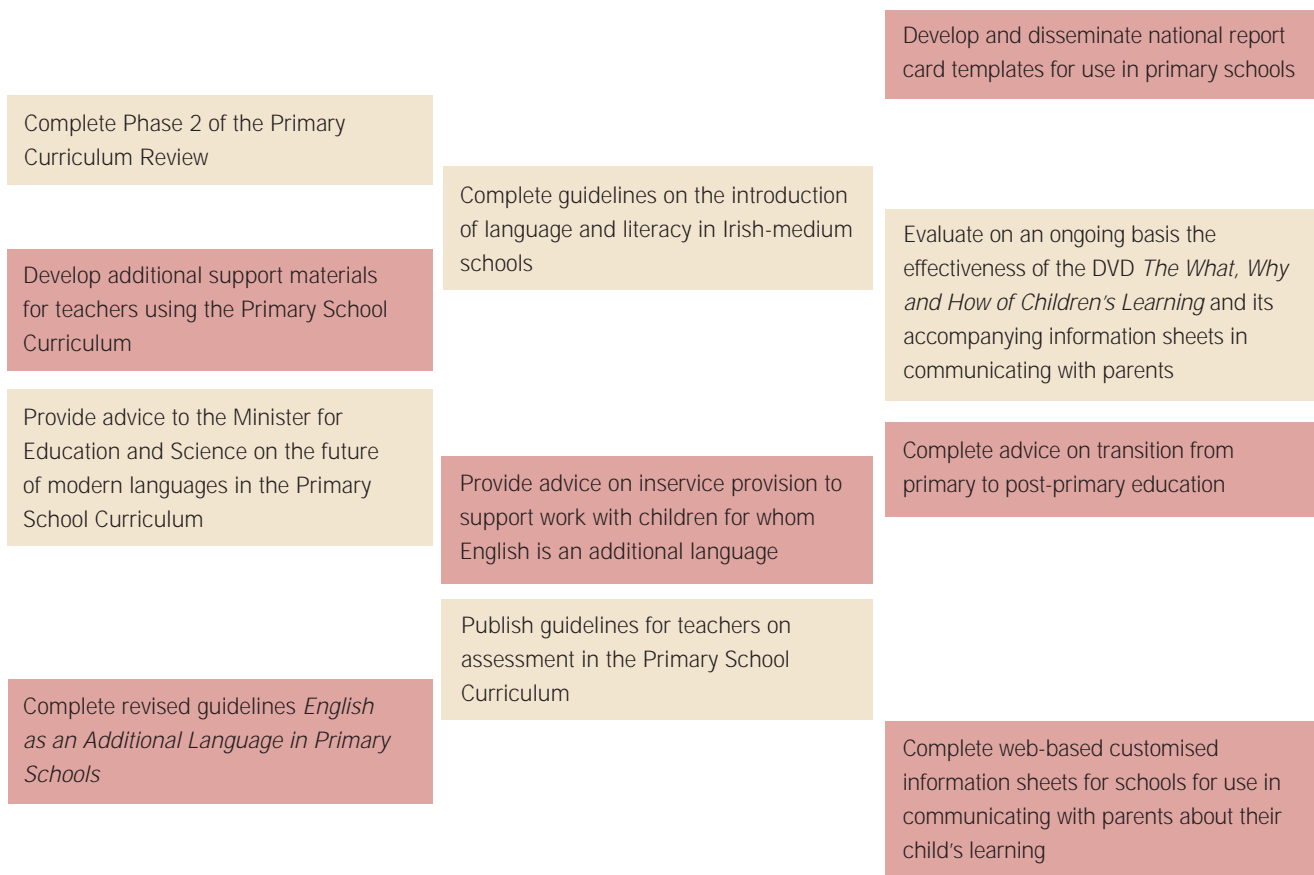 Complete Phase 2 of the Primary
Curriculum Review
Develop additional support materials
for teachers using the Primary School
Curriculum
Provide advice to the Minister for
Education and Science on the future
of modern languages in the Primary
School Curriculum
Complete revised guidelines English
as an Additional Language in Primary
Schools
Complete guidelines on the introduction
of language and literacy in Irish-medium
schools
Provide advice on inservice provision to
support work with children for whom
English is an additional language
Publish guidelines for teachers on
assessment in the Primary School
Curriculum
Develop and disseminate national report
card templates for use in primary schools
Evaluate on an ongoing basis the
effectiveness of the DVD The What, Why
and How of Children's Learning and its
accompanying information sheets in
communicating with parents
Complete advice on transition from
primary to post-primary education
Complete web-based customised
information sheets for schools for use in
communicating with parents about their
child's learning